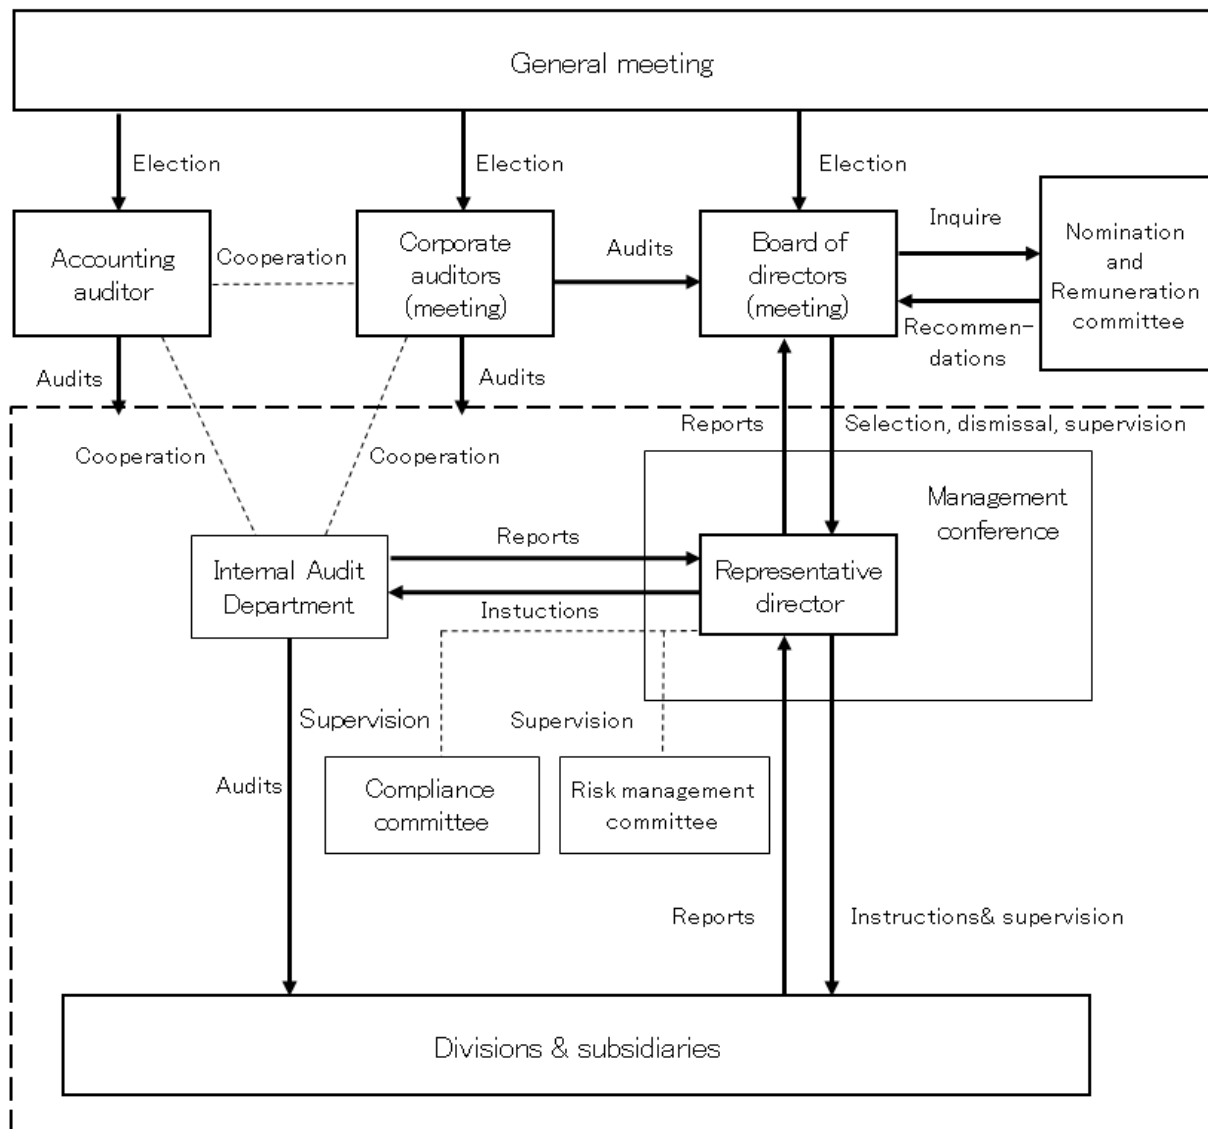 General meeting
Election
Election
Election
Accounting
auditor
Cooperation
Corporate
auditors
(meeting)
Audits
Board of
directors
(meeting)
Inquire
Recommen-
dations
Nomination
and
Remuneration
committee
Audits
Audits
Reports
Selection, dismissal, supervision
Cooperation
Cooperation
Management
conference
Internal Audit
Department
Reports
Instuctions
Representative
director
Supervision
Supervision
Compliance
committee
Risk management
committee
Audits
Reports
Instructions& supervision
Divisions & subsidiaries